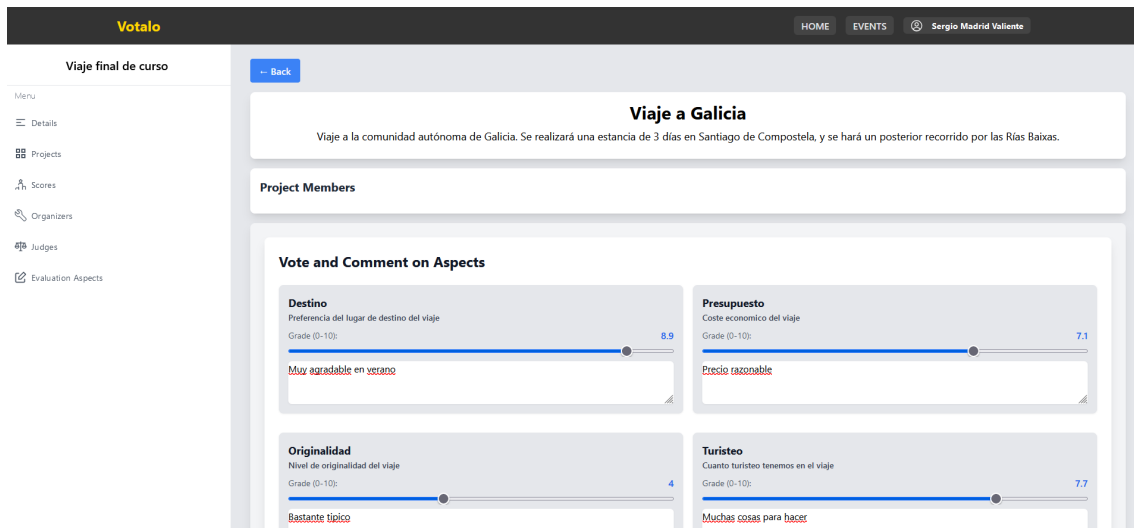 Votalo
HOME EVENTS Sergio Madrid Valiente
Viaje final de curso
Menu
Details
Projects
Scores
Organizers
Judges
Evaluation Aspects
← Back
Viaje a Galicia
Viaje a la comunidad autónoma de Galicia. Se realizará una estancia de 3 días en Santiago de Compostela, y se hará un posterior recorrido por las Rías Baixas.
Project Members
Vote and Comment on Aspects
Destino
Preferencia del lugar de destino del viaje
Grade (0-10): 8.9
Muy agradable en verano
Presupuesto
Coste economico del viaje
Grade (0-10): 7.1
Precio razonable
Originalidad
Nivel de originalidad del viaje
Grade (0-10): 4
Bastante tipico
Turisteo
Cuanto turisteo tenemos en el viaje
Grade (0-10): 7.7
Muchas cosas para hacer